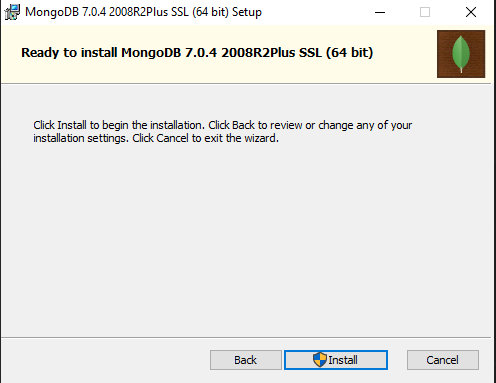 MongoDB 7.0.4 2008R2Plus SSL (64 bit) Setup
Ready to install MongoDB 7.0.4 2008R2Plus SSL (64 bit)
Click Install to begin the installation. Click Back to review or change any of your
installation settings. Click Cancel to exit the wizard.
Back Install Cancel